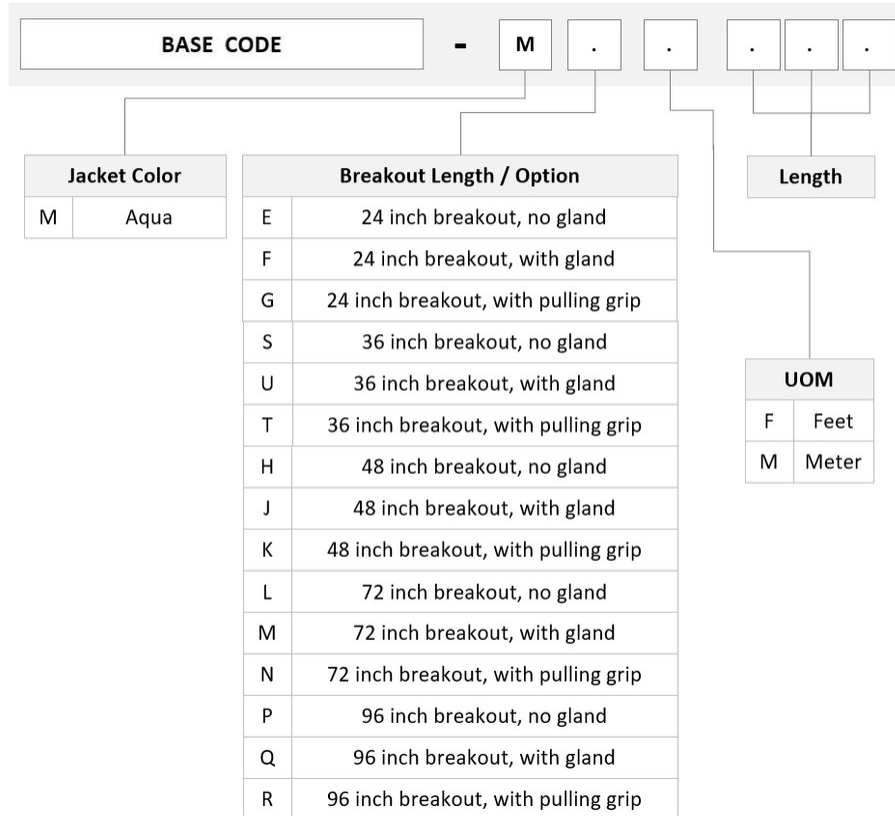 BASE CODE - M . . . . .
Jacket Color
M Aqua
Breakout Length / Option
E 24 inch breakout, no gland
F 24 inch breakout, with gland
G 24 inch breakout, with pulling grip
S 36 inch breakout, no gland
U 36 inch breakout, with gland
T 36 inch breakout, with pulling grip
H 48 inch breakout, no gland
J 48 inch breakout, with gland
K 48 inch breakout, with pulling grip
L 72 inch breakout, no gland
M 72 inch breakout, with gland
N 72 inch breakout, with pulling grip
P 96 inch breakout, no gland
Q 96 inch breakout, with gland
R 96 inch breakout, with pulling grip
Length
UOM
F Feet
M Meter